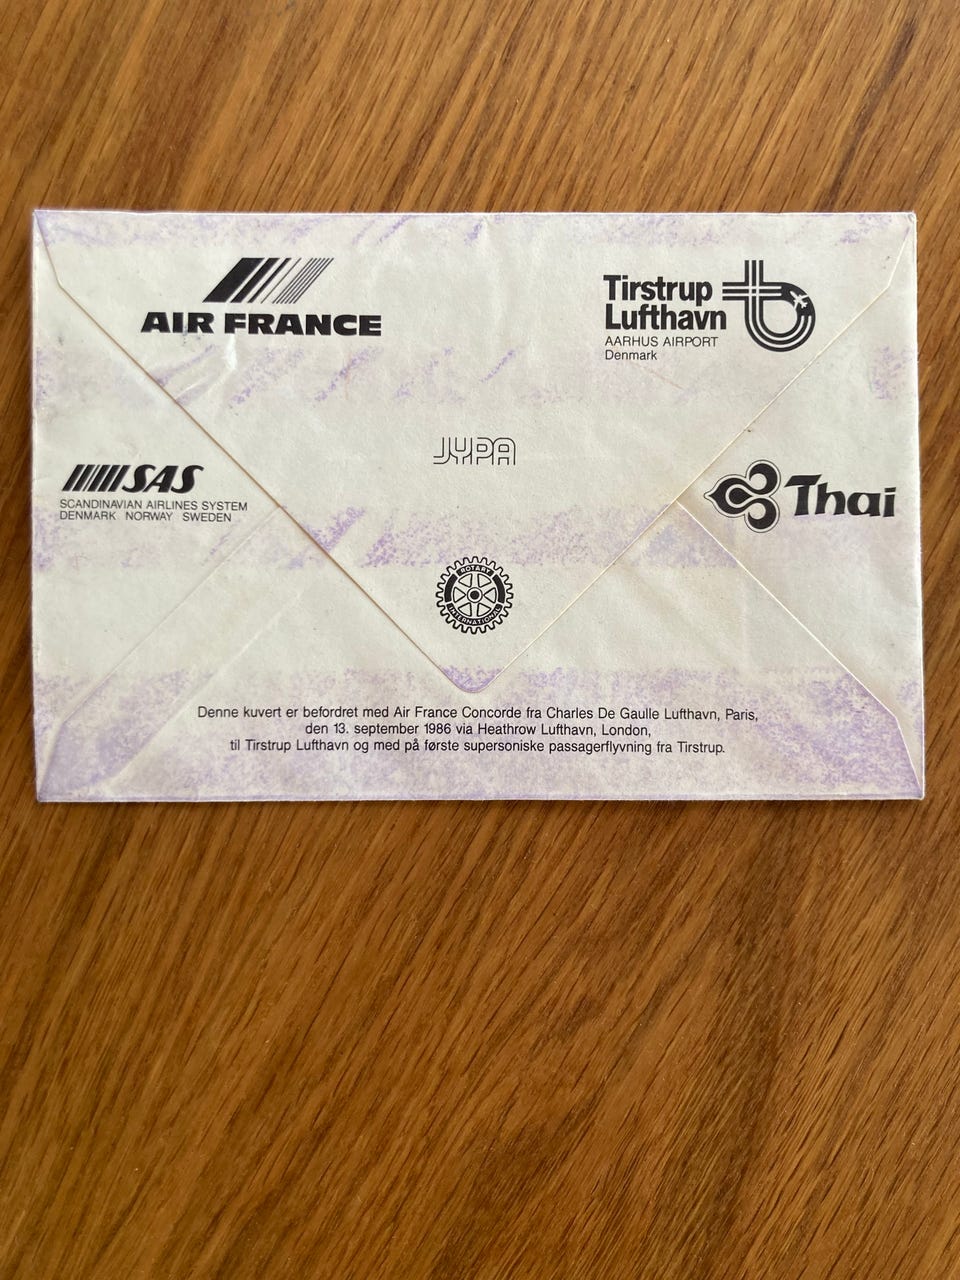 AIR FRANCE
Tirstrup
Lufthavn
AARHUS AIRPORT
Denmark
JYPA
SAS
SCANDINAVIAN AIRLINES SYSTEM
DENMARK NORWAY SWEDEN
Thai
ROTARY
INTERNATIONAL
Denne kuvert er befordret med Air France Concorde fra Charles De Gaulle Lufthavn, Paris,
den 13. september 1986 via Heathrow Lufthavn, London,
til Tirstrup Lufthavn og med på første supersoniske passagerflyvning fra Tirstrup.